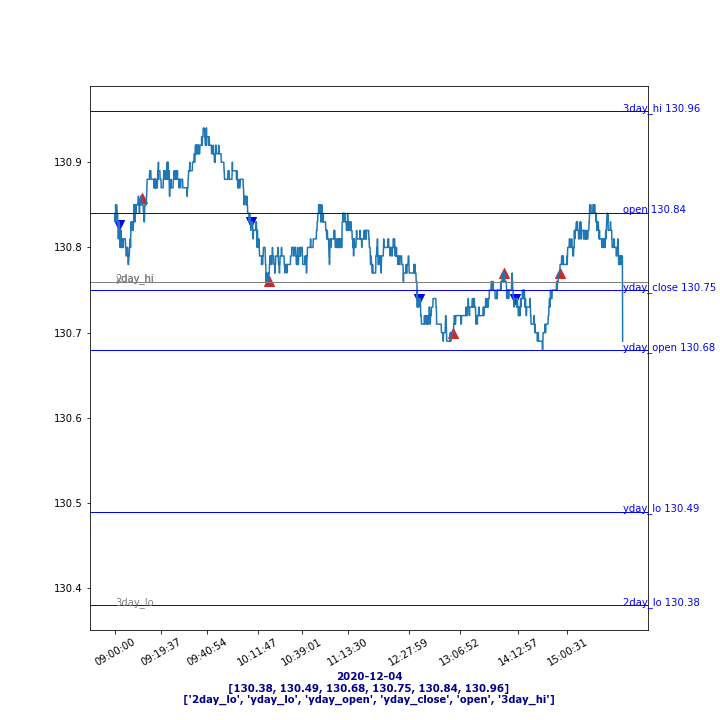 3day_hi 130.96
130.9
open 130.84
130.8
yday_hi
yday_close 130.75
130.7
yday_open 130.68
130.6
yday_lo 130.49
130.5
130.4
3day_lo
2day_lo 130.38
09:00:00 09:19:37 09:40:54 10:11:47 10:39:01 11:13:30 12:27:59 13:06:52 14:12:57 15:00:31
2020-12-04
[130.38, 130.49, 130.68, 130.75, 130.84, 130.96]
['2day_lo', 'yday_lo', 'yday_open', 'yday_close', 'open', '3day_hi']